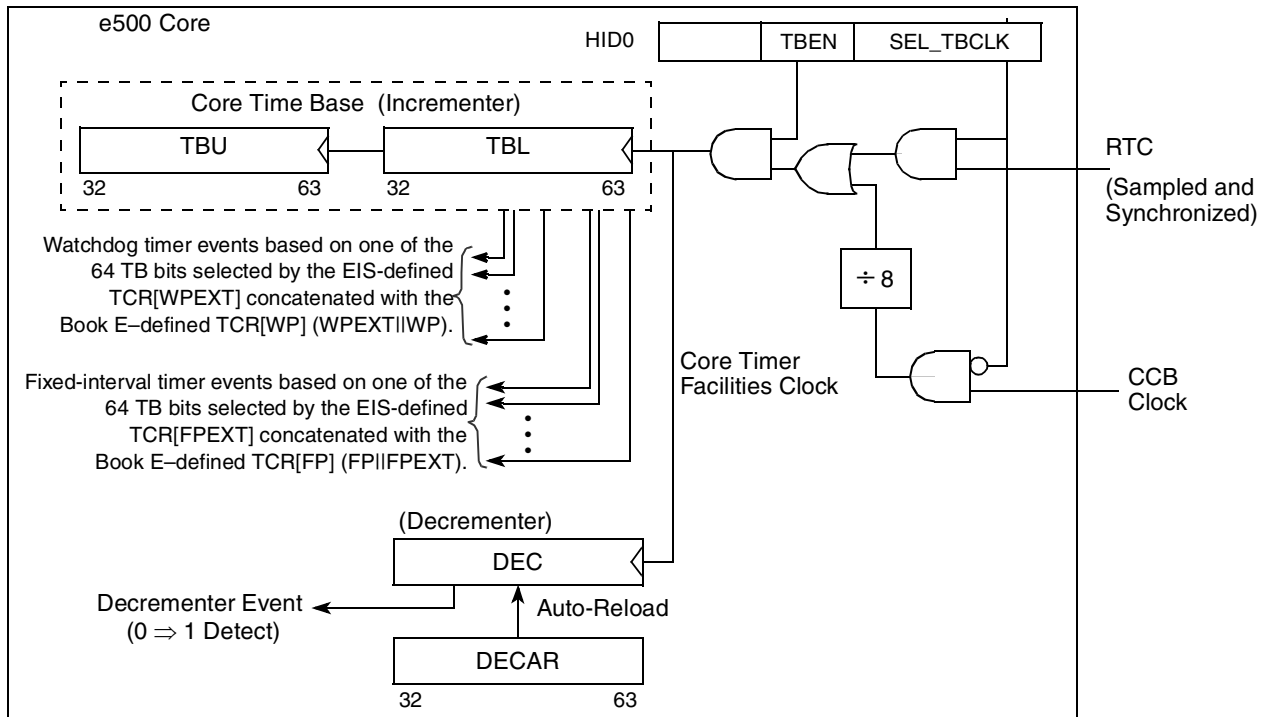 e500 Core
HID0
TBEN
SEL_TBCLK
Core Time Base (Incrementer)
TBU
TBL
32
63
32
63
RTC
(Sampled and
Synchronized)
Watchdog timer events based on one of the
64 TB bits selected by the EIS-defined
TCR[WPEXT] concatenated with the
Book E–defined TCR[WP] (WPEXT||WP).
÷ 8
Core Timer
Facilities Clock
CCB
Clock
Fixed-interval timer events based on one of the
64 TB bits selected by the EIS-defined
TCR[FPEXT] concatenated with the
Book E–defined TCR[FP] (FP||FPEXT).
(Decrementer)
DEC
Decrementer Event
(0 ⇒ 1 Detect)
Auto-Reload
DECAR
32
63